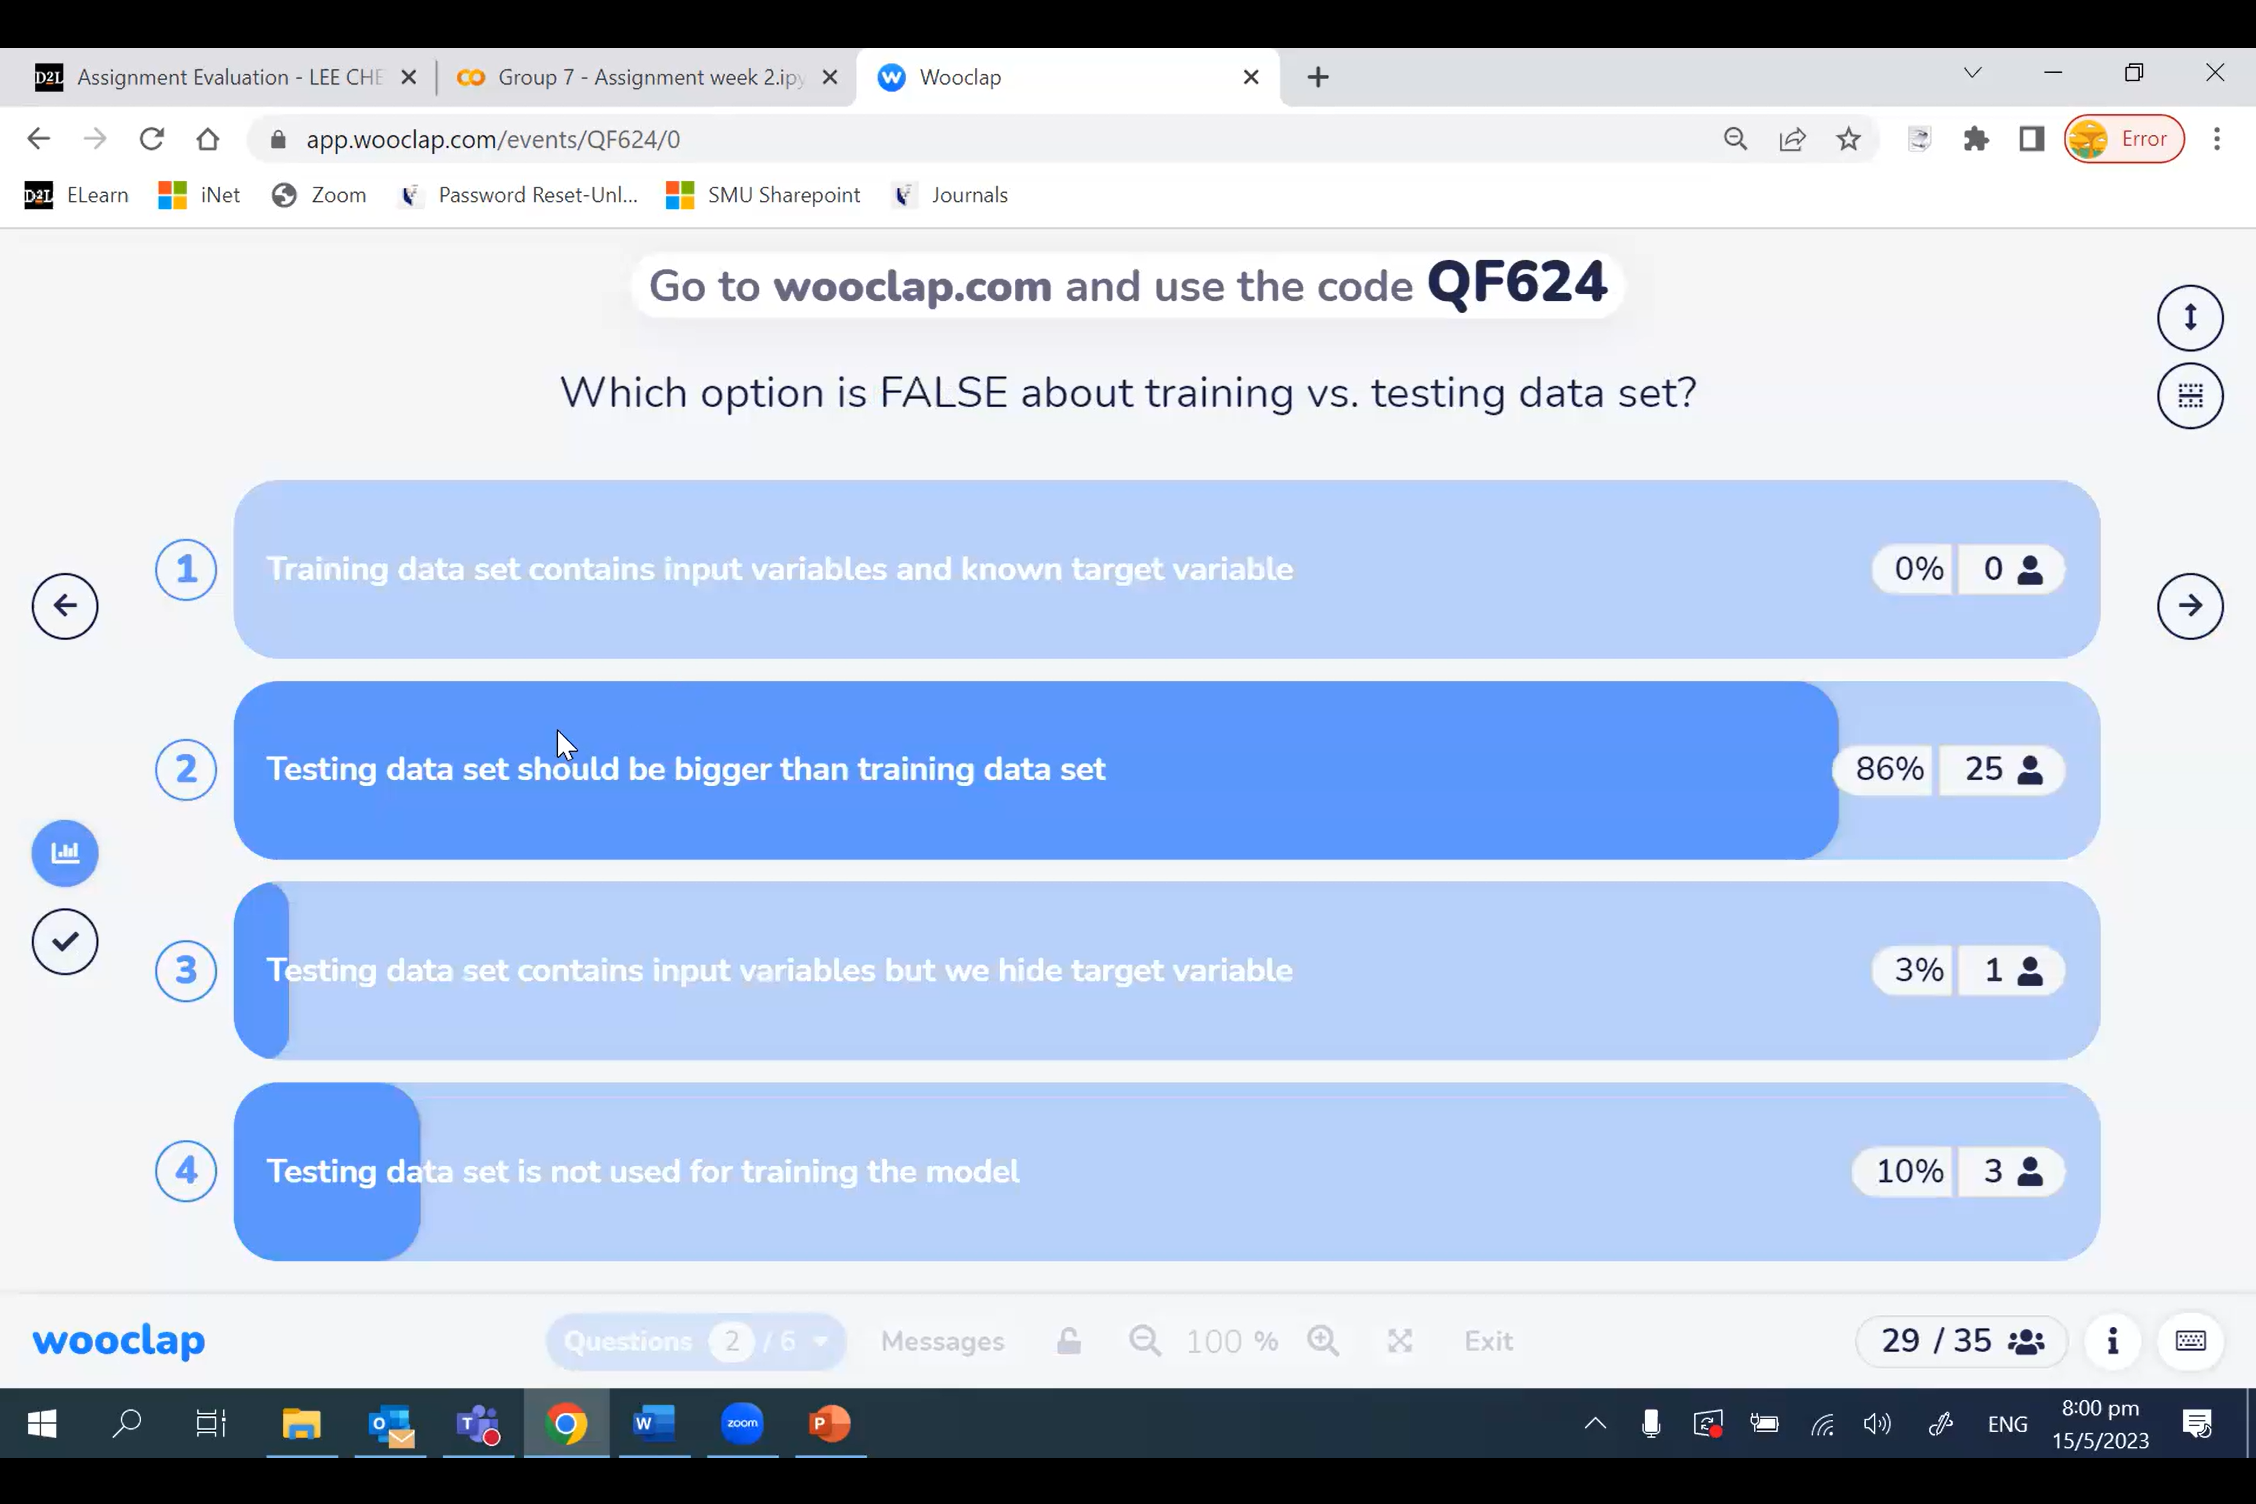 D2L Assignment Evaluation - LEE CHE
CO Group 7 - Assignment week 2.ipy
W Wooclap
app.wooclap.com/events/QF624/0
Error
D2L ELearn
iNet
Zoom
Password Reset-Unl...
SMU Sharepoint
Journals
Go to wooclap.com and use the code QF624
Which option is FALSE about training vs. testing data set?
1 Training data set contains input variables and known target variable 0% 0
2 Testing data set should be bigger than training data set 86% 25
3 Testing data set contains input variables but we hide target variable 3% 1
4 Testing data set is not used for training the model 10% 3
wooclap
Questions 2 / 6
Messages
100 %
Exit
29 / 35
i
zoom
ENG
8:00 pm
15/5/2023